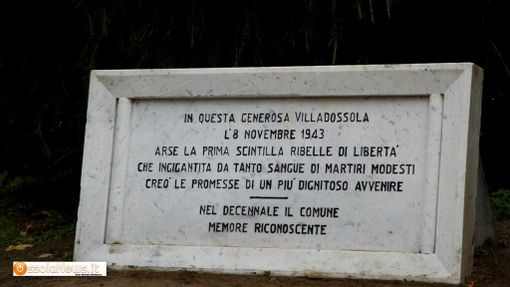 IN QUESTA GENEROSA VILLADOSSOLA
L'8 NOVEMBRE 1943
ARSE LA PRIMA SCINTILLA RIBELLE DI LIBERTA'
CHE INGIGANTITA DA TANTO SANGUE DI MARTIRI MODESTI
CREO' LE PROMESSE DI UN PIU' DIGNITOSO AVVENIRE
NEL DECENNALE IL COMUNE
MEMORE RICONOSCENTE
OssolaNews.it